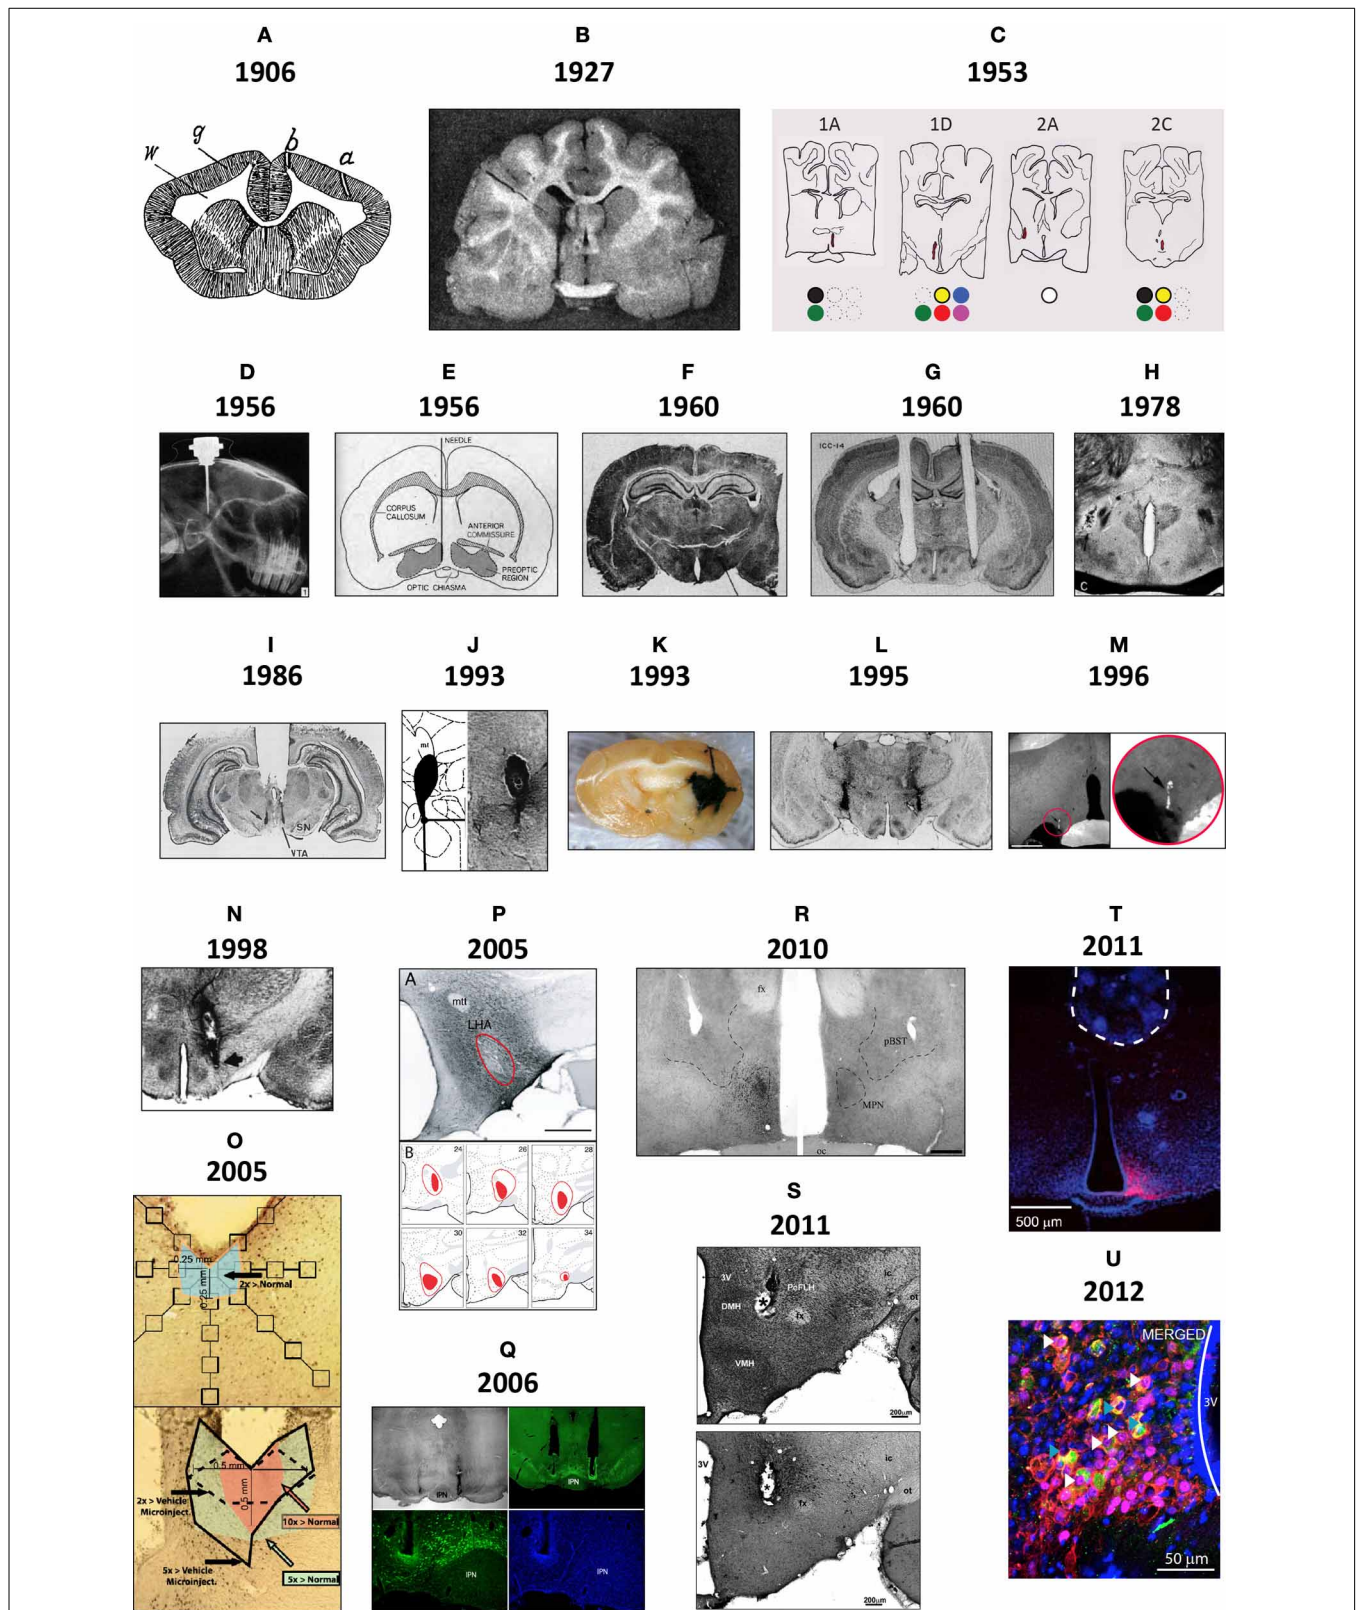 A
1906
B
1927
C
1953
g
b
a
w
1A
1D
2A
2C
D
1956
E
1956
F
1960
G
1960
H
1978
1
NEEDLE
CORPUS
CALLOSUM
ANTERIOR
COMMISSURE
PREOPTIC
REGION
OPTIC CHIASMA
ICC-14
C
I
1986
J
1993
K
1993
L
1995
M
1996
SN
VTA
mt
f
N
1998
P
2005
R
2010
T
2011
A
mtt
LHA
fx
pBST
MPN
oc
500 µm
B
24
26
28
30
32
34
O
2005
0.25 mm
0.25 mm
2x > Normal
0.5 mm
0.5 mm
2x > Vehicle
Microinject.
10x > Normal
5x > Vehicle
Microinject.
5x > Normal
Q
2006
IPN
IPN
IPN
IPN
S
2011
3V
PeFLH
ic
DMH
fx
ot
VMH
200µm
3V
ic
fx
ot
200µm
U
2012
MERGED
3V
50 µm